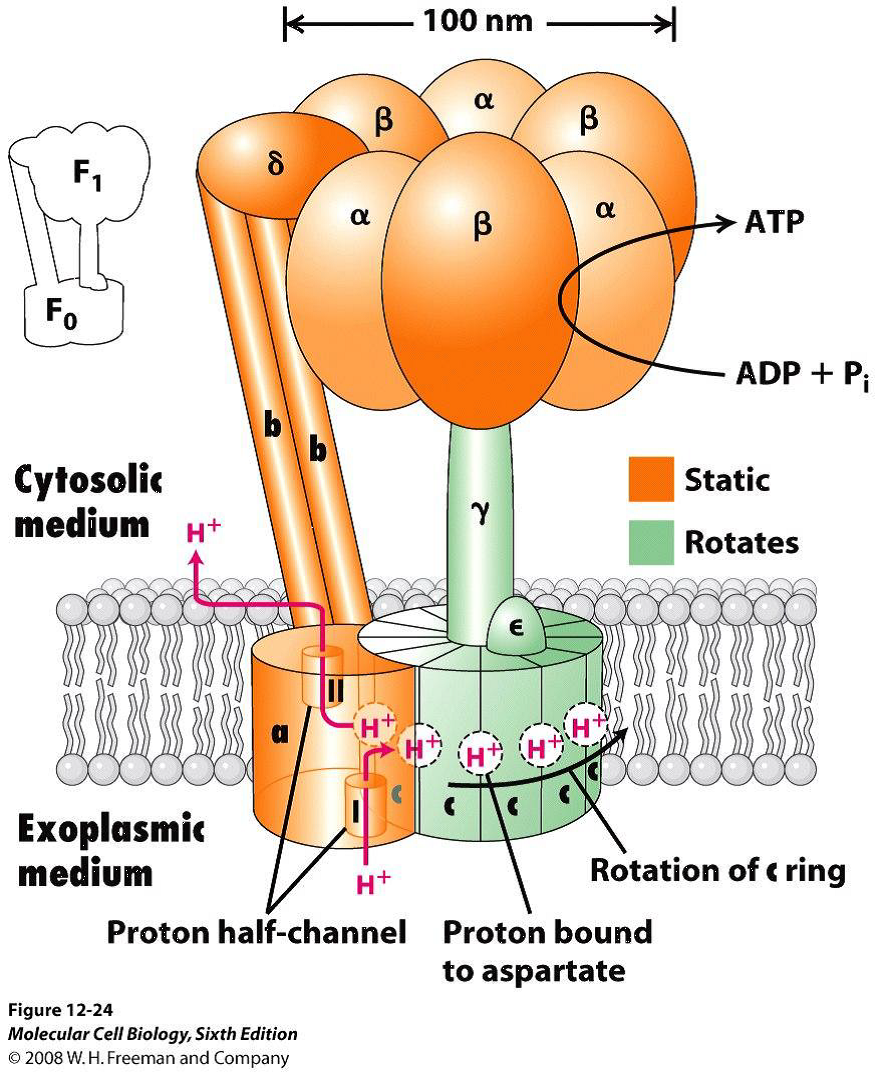 100 nm
α
β
β
δ
F1
α
β
α
ATP
F0
ADP + Pi
b
b
Cytosolic
medium
Static
γ
H+
Rotates
ε
II
a
H+
H+
H+
H+
H+
c
c
c
c
c
I
Exoplasmic
medium
H+
Rotation of c ring
Proton half-channel
Proton bound
to aspartate
Figure 12-24
Molecular Cell Biology, Sixth Edition
© 2008 W. H. Freeman and Company